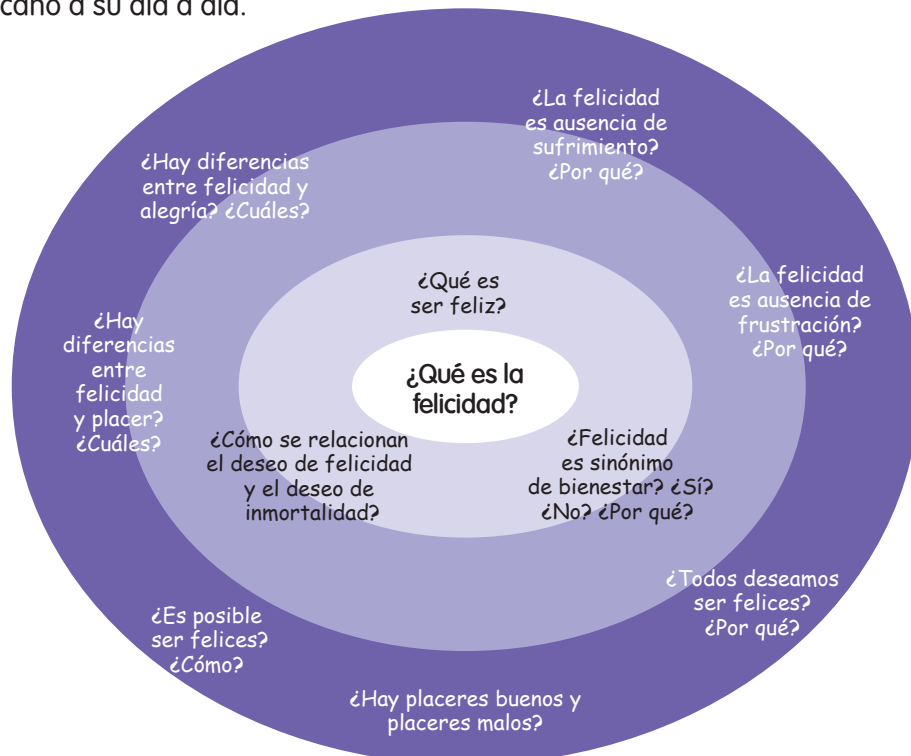 cano a su día a día.
¿La felicidad
es ausencia de
sufrimiento?
¿Por qué?
¿Hay diferencias
entre felicidad y
alegría? ¿Cuáles?
¿La felicidad
es ausencia de
frustración?
¿Por qué?
¿Qué es
ser feliz?
¿Hay
diferencias
entre
felicidad
y placer?
¿Cuáles?
¿Qué es la
felicidad?
¿Cómo se relacionan
el deseo de felicidad
y el deseo de
inmortalidad?
¿Felicidad
es sinónimo
de bienestar? ¿Sí?
¿No? ¿Por qué?
¿Todos deseamos
ser felices?
¿Por qué?
¿Es posible
ser felices?
¿Cómo?
¿Hay placeres buenos y
placeres malos?